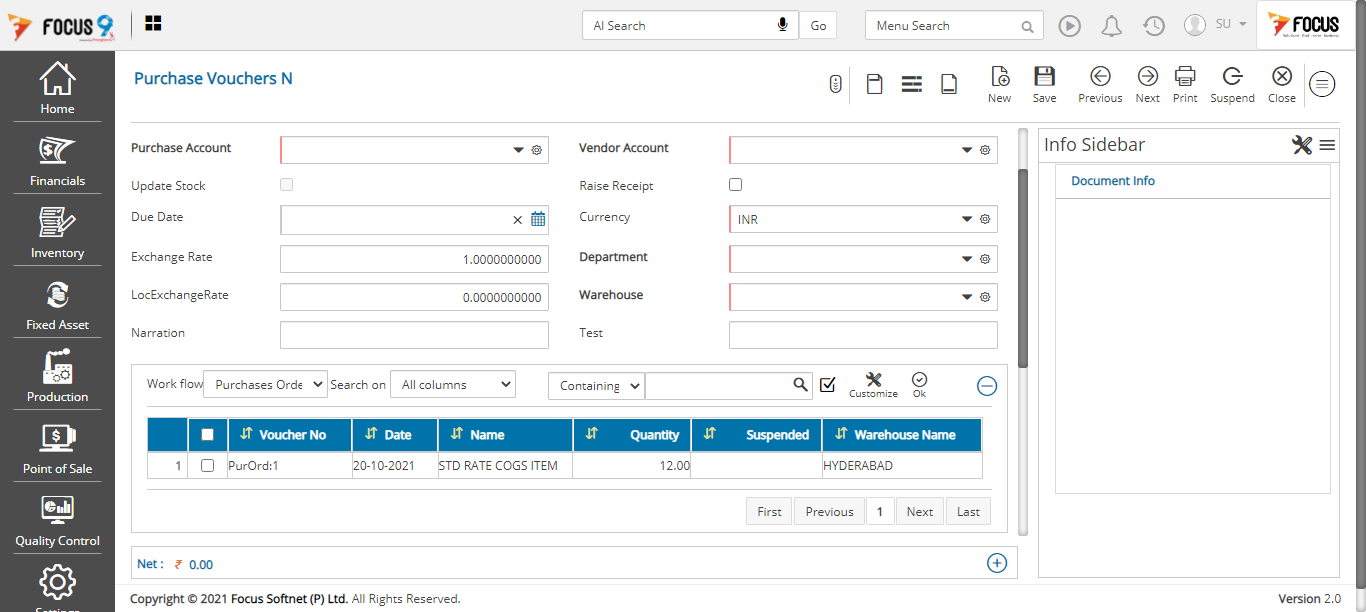 FOCUS 9
AI Search
Go
Menu Search
SU
FOCUS
Home
Financials
Inventory
Fixed Asset
Production
Point of Sale
Quality Control
Settings
Purchase Vouchers N
New
Save
Previous
Next
Print
Suspend
Close
Purchase Account
Vendor Account
Update Stock
Raise Receipt
Due Date
Currency
INR
Exchange Rate
1.0000000000
Department
LocExchangeRate
0.0000000000
Warehouse
Narration
Test
Work flow
Purchases Orde
Search on
All columns
Containing
Customize
Ok
Voucher No
Date
Name
Quantity
Suspended
Warehouse Name
1
PurOrd:1
20-10-2021
STD RATE COGS ITEM
12.00
HYDERABAD
First
Previous
1
Next
Last
Net : ₹ 0.00
Info Sidebar
Document Info
Copyright © 2021 Focus Softnet (P) Ltd. All Rights Reserved.
Version 2.0